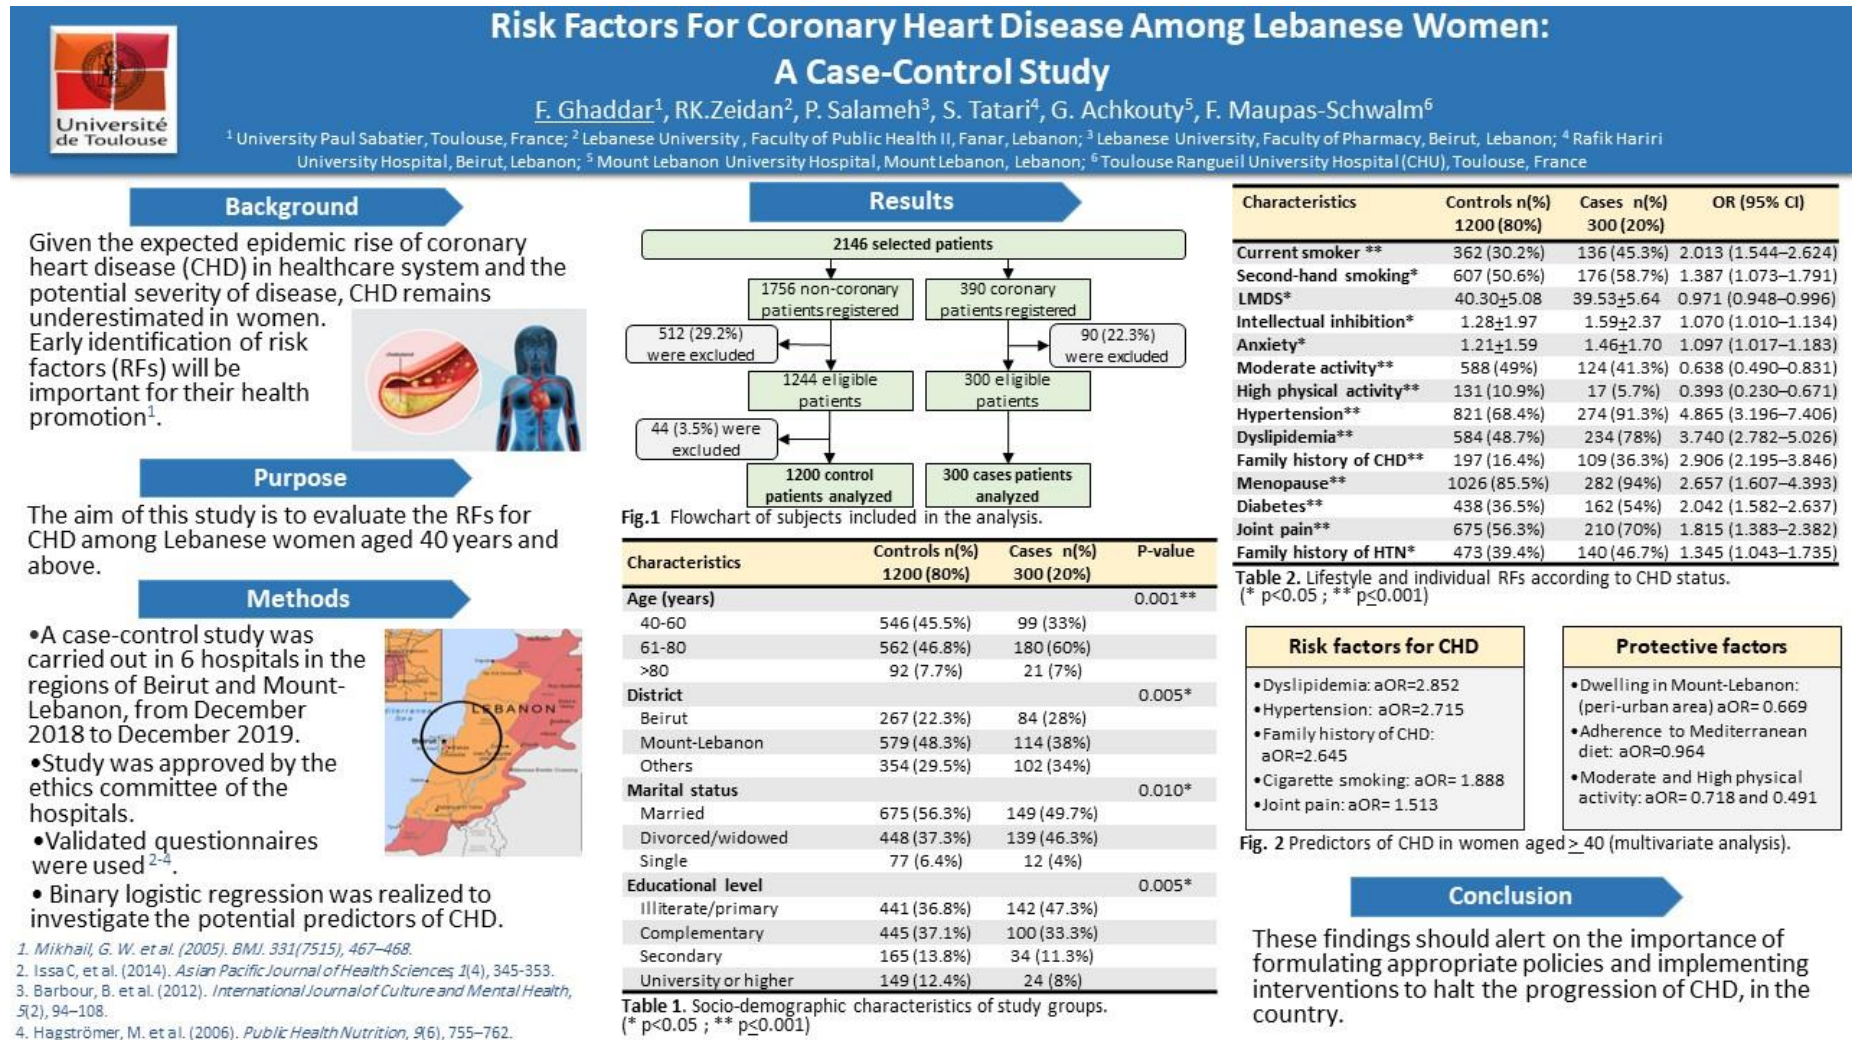 Risk Factors For Coronary Heart Disease Among Lebanese Women:
A Case-Control Study
F. Ghaddar¹, RK.Zeidan², P. Salameh³, S. Tatari⁴, G. Achkouty⁵, F. Maupas-Schwalm⁶
¹ University Paul Sabatier, Toulouse, France; ² Lebanese University , Faculty of Public Health II, Fanar, Lebanon; ³ Lebanese University, Faculty of Pharmacy, Beirut, Lebanon; ⁴ Rafik Hariri
University Hospital, Beirut, Lebanon; ⁵ Mount Lebanon University Hospital, Mount Lebanon, Lebanon; ⁶ Toulouse Rangueil University Hospital (CHU), Toulouse, France
Université
de Toulouse
Background
Given the expected epidemic rise of coronary
heart disease (CHD) in healthcare system and the
potential severity of disease, CHD remains
underestimated in women.
Early identification of risk
factors (RFs) will be
important for their health
promotion¹.
Purpose
The aim of this study is to evaluate the RFs for
CHD among Lebanese women aged 40 years and
above.
Methods
•A case-control study was
carried out in 6 hospitals in the
regions of Beirut and Mount-
Lebanon, from December
2018 to December 2019.
•Study was approved by the
ethics committee of the
hospitals.
•Validated questionnaires
were used ²⁻⁴.
• Binary logistic regression was realized to
investigate the potential predictors of CHD.
LEBANON
Beirut
1. Mikhail, G. W. et al. (2005). BMJ. 331(7515), 467–468.
2. Issa C, et al. (2014). Asian Pacific Journal of Health Sciences, 1(4), 345-353.
3. Barbour, B. et al. (2012). International Journal of Culture and Mental Health,
5(2), 94–108.
4. Hagströmer, M. et al. (2006). Public Health Nutrition, 9(6), 755–762.
Results
2146 selected patients
1756 non-coronary
patients registered
390 coronary
patients registered
512 (29.2%)
were excluded
90 (22.3%)
were excluded
1244 eligible
patients
300 eligible
patients
44 (3.5%) were
excluded
1200 control
patients analyzed
300 cases patients
analyzed
Fig.1 Flowchart of subjects included in the analysis.
Characteristics Controls n(%) 1200 (80%) Cases n(%) 300 (20%) P-value
Age (years) 0.001**
40-60 546 (45.5%) 99 (33%)
61-80 562 (46.8%) 180 (60%)
>80 92 (7.7%) 21 (7%)
District 0.005*
Beirut 267 (22.3%) 84 (28%)
Mount-Lebanon 579 (48.3%) 114 (38%)
Others 354 (29.5%) 102 (34%)
Marital status 0.010*
Married 675 (56.3%) 149 (49.7%)
Divorced/widowed 448 (37.3%) 139 (46.3%)
Single 77 (6.4%) 12 (4%)
Educational level 0.005*
Illiterate/primary 441 (36.8%) 142 (47.3%)
Complementary 445 (37.1%) 100 (33.3%)
Secondary 165 (13.8%) 34 (11.3%)
University or higher 149 (12.4%) 24 (8%)
Table 1. Socio-demographic characteristics of study groups.
(* p<0.05 ; ** p≤0.001)
Characteristics Controls n(%) 1200 (80%) Cases n(%) 300 (20%) OR (95% CI)
Current smoker ** 362 (30.2%) 136 (45.3%) 2.013 (1.544–2.624)
Second-hand smoking* 607 (50.6%) 176 (58.7%) 1.387 (1.073–1.791)
LMDS* 40.30±5.08 39.53±5.64 0.971 (0.948–0.996)
Intellectual inhibition* 1.28±1.97 1.59±2.37 1.070 (1.010–1.134)
Anxiety* 1.21±1.59 1.46±1.70 1.097 (1.017–1.183)
Moderate activity** 588 (49%) 124 (41.3%) 0.638 (0.490–0.831)
High physical activity** 131 (10.9%) 17 (5.7%) 0.393 (0.230–0.671)
Hypertension** 821 (68.4%) 274 (91.3%) 4.865 (3.196–7.406)
Dyslipidemia** 584 (48.7%) 234 (78%) 3.740 (2.782–5.026)
Family history of CHD** 197 (16.4%) 109 (36.3%) 2.906 (2.195–3.846)
Menopause** 1026 (85.5%) 282 (94%) 2.657 (1.607–4.393)
Diabetes** 438 (36.5%) 162 (54%) 2.042 (1.582–2.637)
Joint pain** 675 (56.3%) 210 (70%) 1.815 (1.383–2.382)
Family history of HTN* 473 (39.4%) 140 (46.7%) 1.345 (1.043–1.735)
Table 2. Lifestyle and individual RFs according to CHD status.
(* p<0.05 ; ** p≤0.001)
Risk factors for CHD
•Dyslipidemia: aOR=2.852
•Hypertension: aOR=2.715
•Family history of CHD:
aOR=2.645
•Cigarette smoking: aOR= 1.888
•Joint pain: aOR= 1.513
Protective factors
•Dwelling in Mount-Lebanon:
(peri-urban area) aOR= 0.669
•Adherence to Mediterranean
diet: aOR=0.964
•Moderate and High physical
activity: aOR= 0.718 and 0.491
Fig. 2 Predictors of CHD in women aged ≥ 40 (multivariate analysis).
Conclusion
These findings should alert on the importance of
formulating appropriate policies and implementing
interventions to halt the progression of CHD, in the
country.